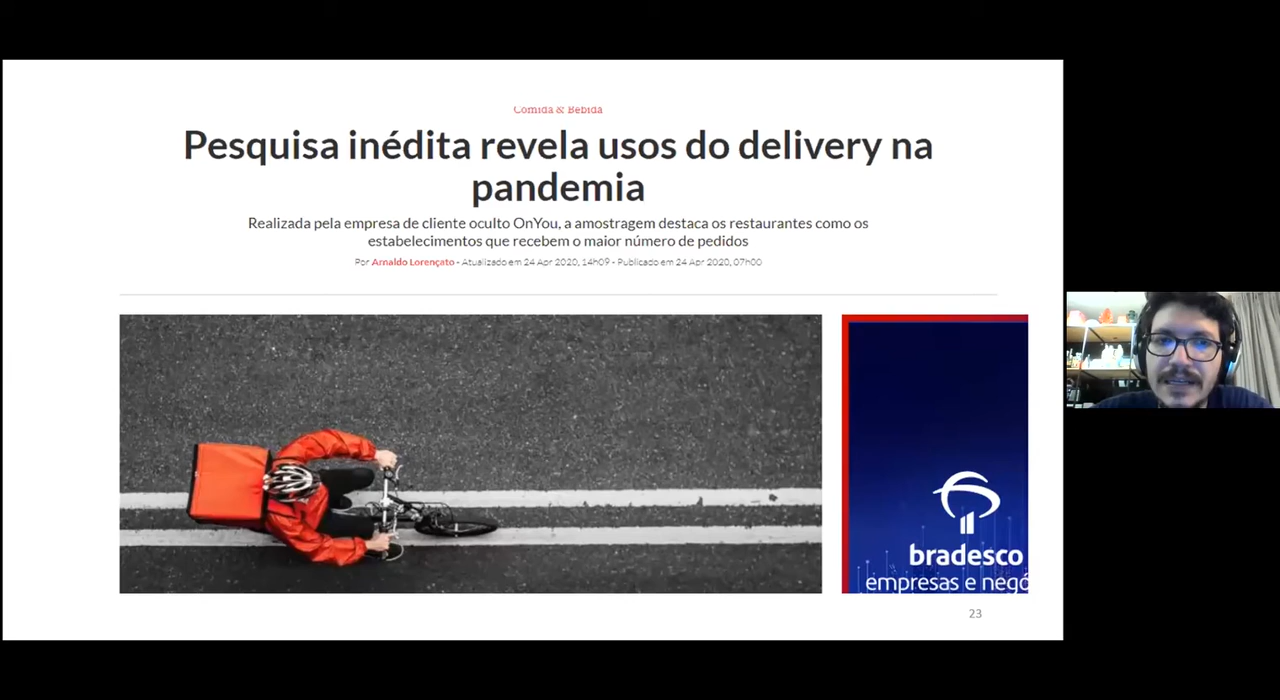 Comida & Bebida
Pesquisa inédita revela usos do delivery na
pandemia
Realizada pela empresa de cliente oculto OnYou, a amostragem destaca os restaurantes como os
estabelecimentos que recebem o maior número de pedidos
Por Arnaldo Lorençato - Atualizado em 24 Apr 2020, 14h09 - Publicado em 24 Apr 2020, 07h00
bradesco
empresas e negó
23